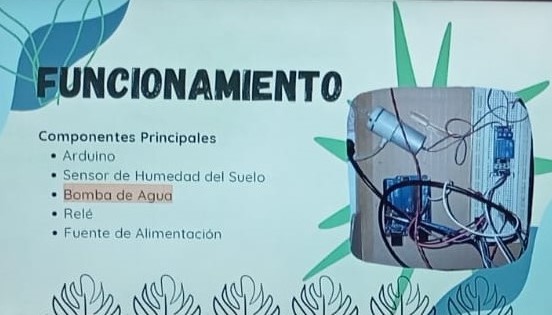 FUNCIONAMIENTO
Componentes Principales
• Arduino
• Sensor de Humedad del Suelo
• Bomba de Agua
• Relé
• Fuente de Alimentación